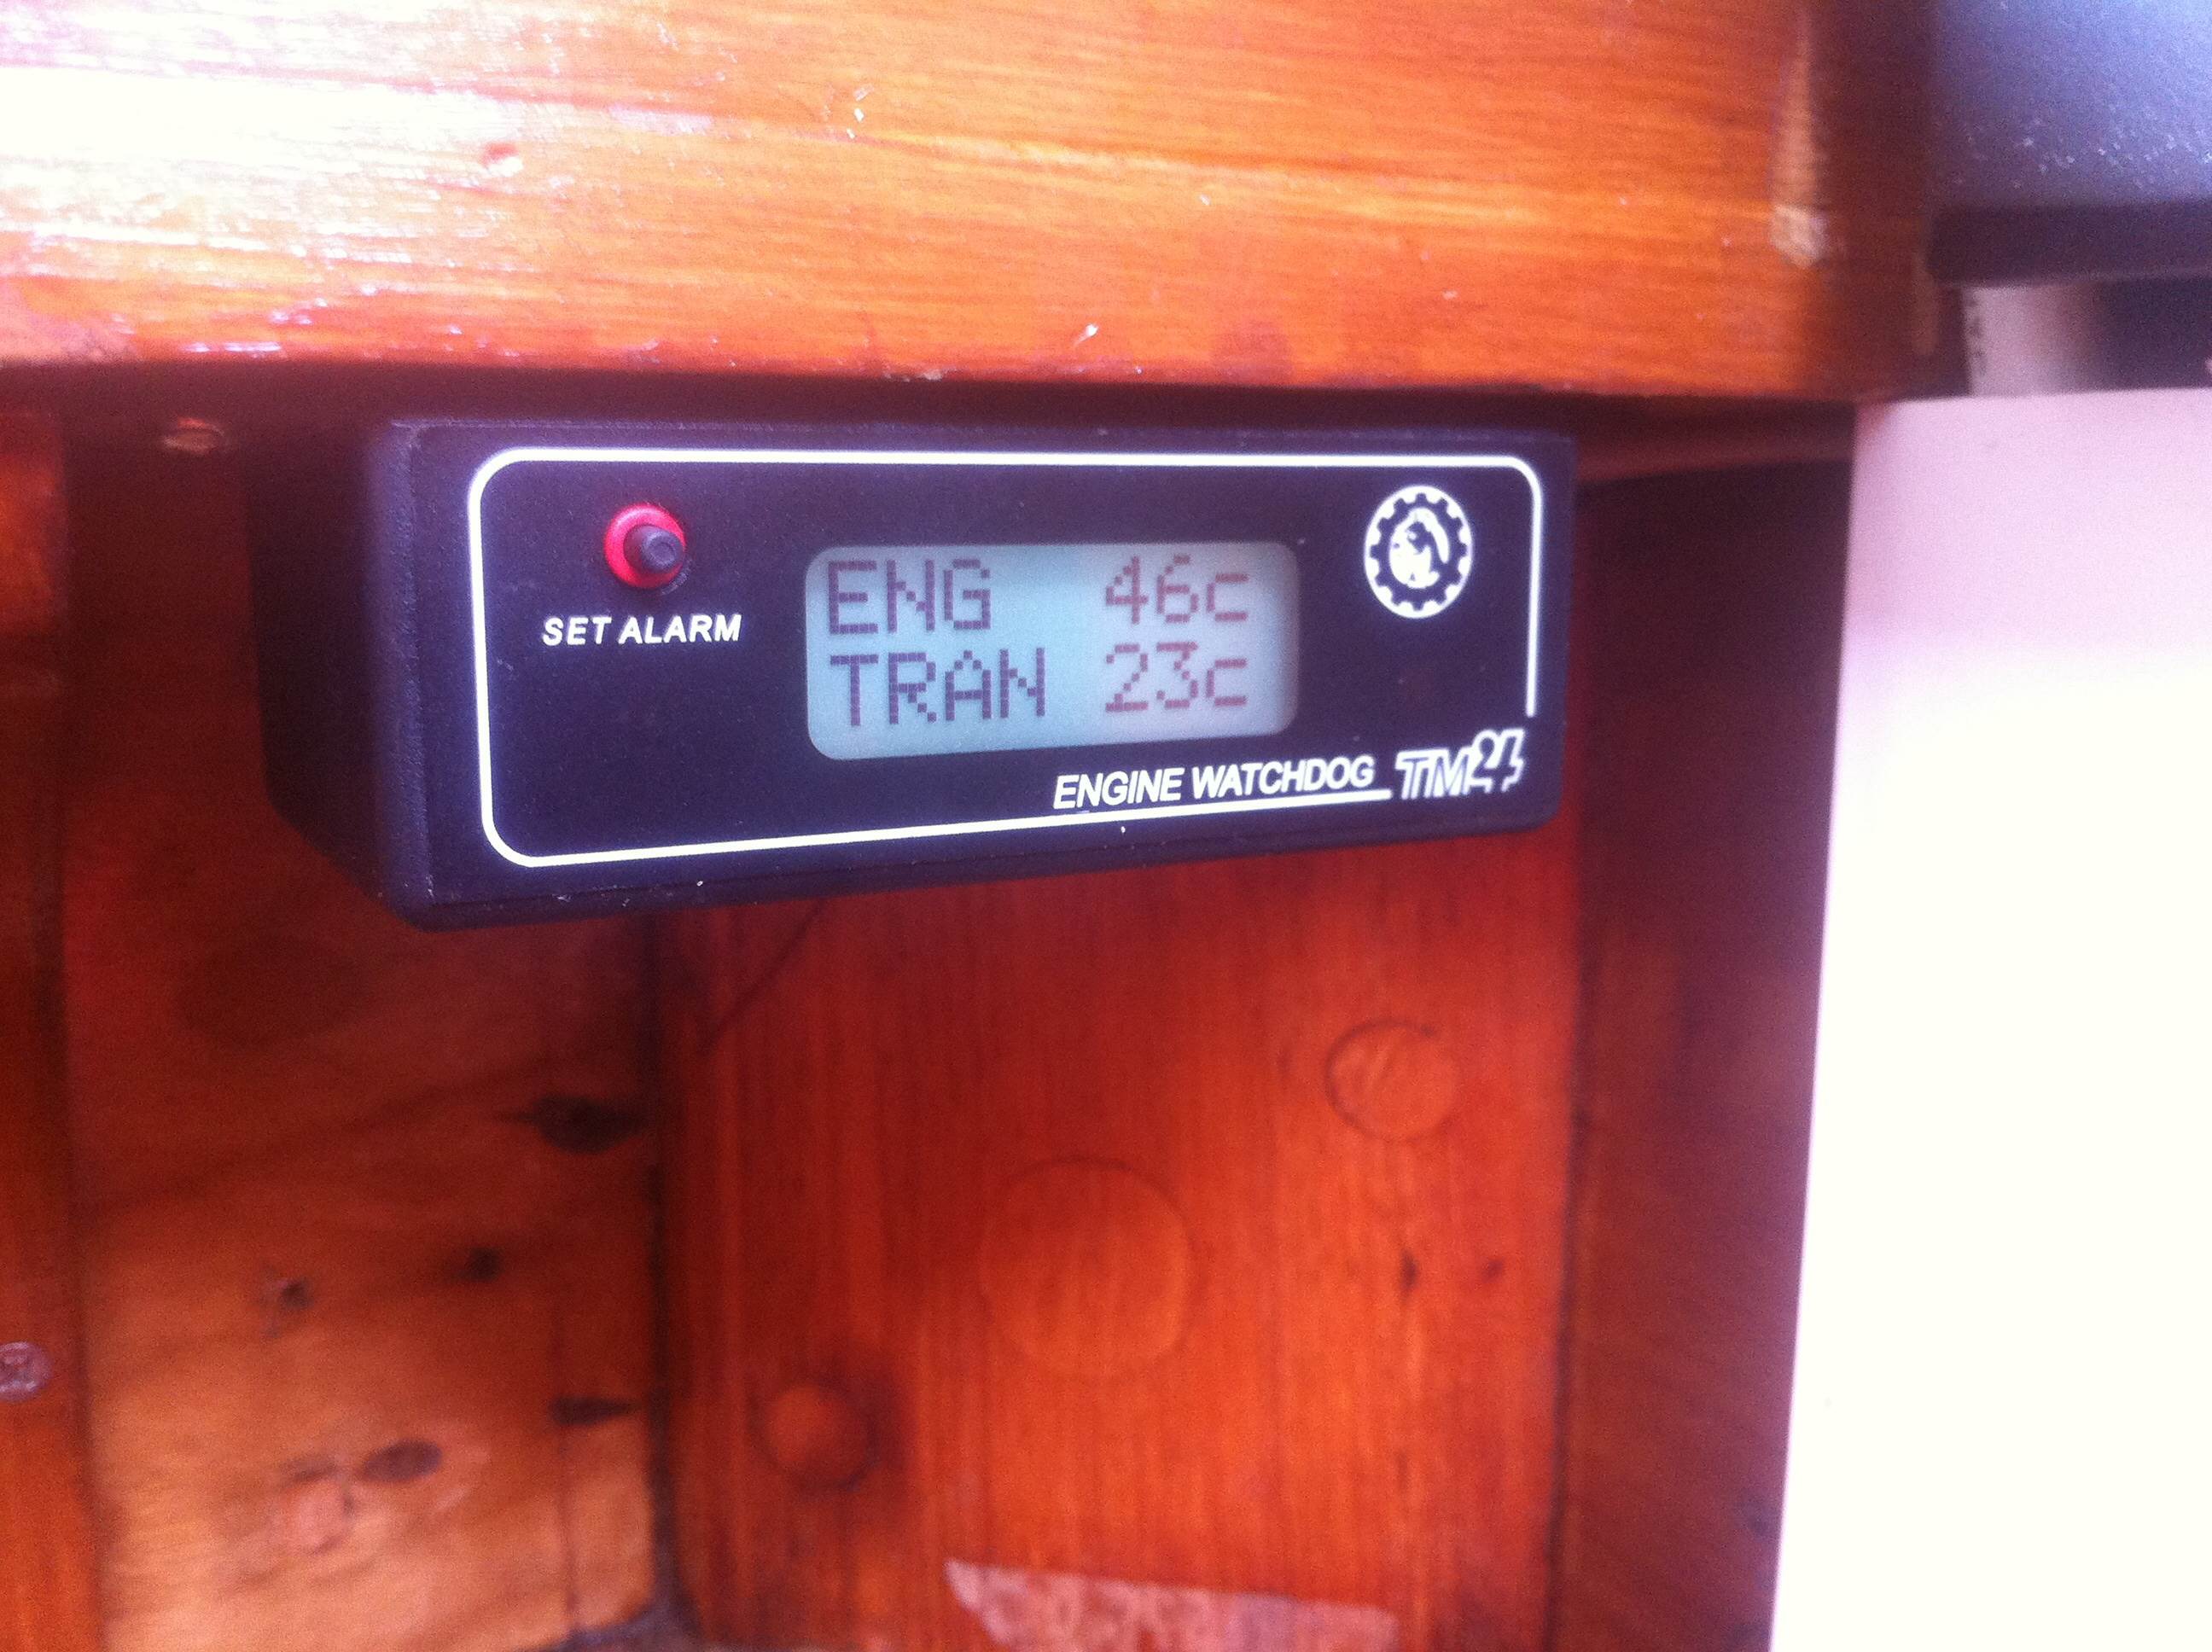 SET ALARM
ENG 46c
TRAN 23c
ENGINE WATCHDOG TM24